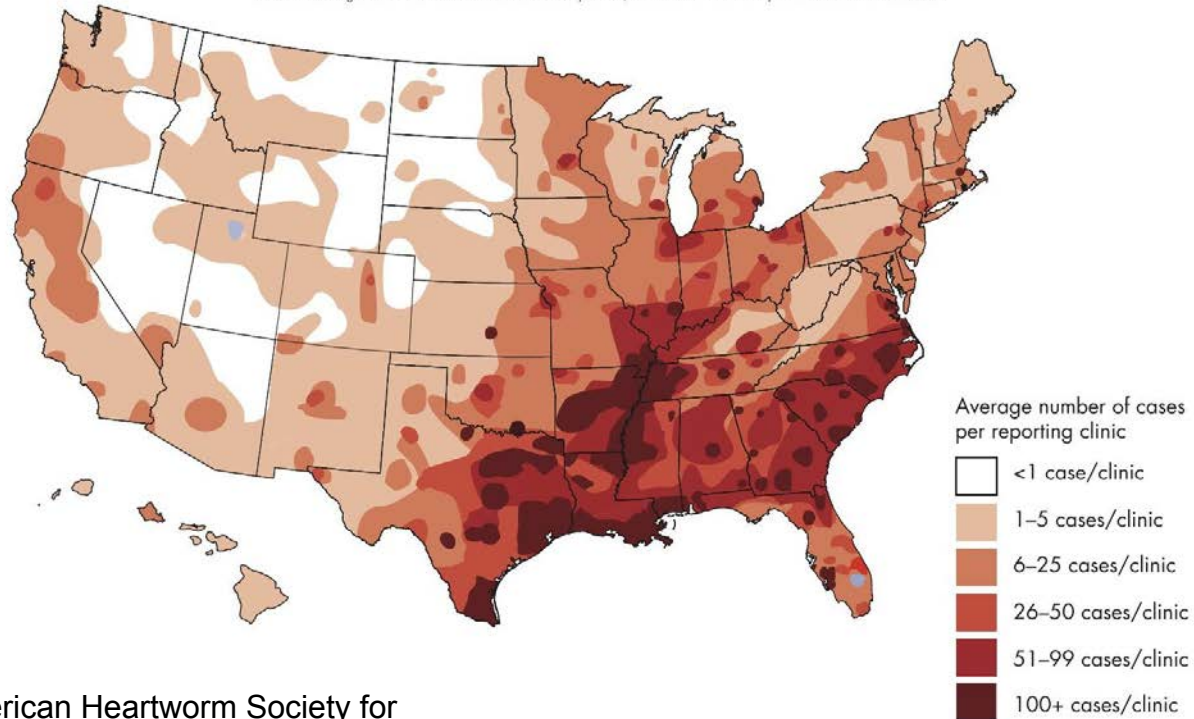 Average number of cases
per reporting clinic
<1 case/clinic
1–5 cases/clinic
6–25 cases/clinic
26–50 cases/clinic
51–99 cases/clinic
100+ cases/clinic
erican Heartworm Society for